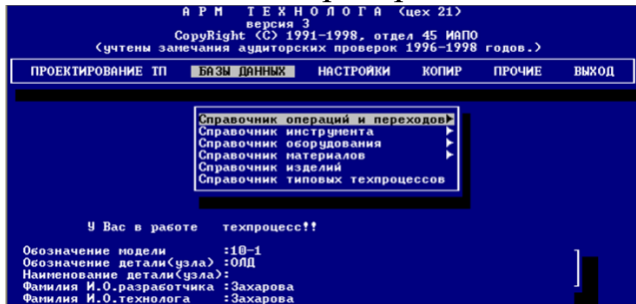 А Р М   Т Е Х Н О Л О Г А  (цех 21)
версия 3
CopyRight (C) 1991-1998, отдел 45 ИАПО
(учтены замечания аудиторских проверок 1996-1998 годов.)
ПРОЕКТИРОВАНИЕ ТП   БАЗЫ ДАННЫХ   НАСТРОЙКИ   КОПИР   ПРОЧИЕ   ВЫХОД
Справочник операций и переходов►
Справочник инструмента ►
Справочник оборудования ►
Справочник материалов ►
Справочник изделий
Справочник типовых техпроцессов
У Вас в работе   техпроцесс!!
Обозначение модели :10-1
Обозначение детали(узла) :ОЛД
Наименование детали(узла):
Фамилия И.О.разработчика :Захарова
Фамилия И.О.технолога :Захарова